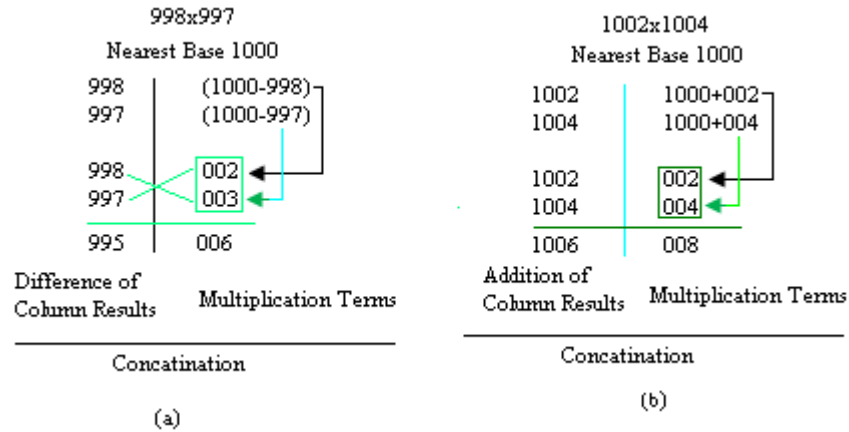 998x997
Nearest Base 1000
998 (1000-998)
997 (1000-997)
998 002
997 003
995 006
Difference of
Column Results Multiplication Terms
Concatination
(a)
1002x1004
Nearest Base 1000
1002 1000+002
1004 1000+004
1002 002
1004 004
1006 008
Addition of
Column Results Multiplication Terms
Concatination
(b)